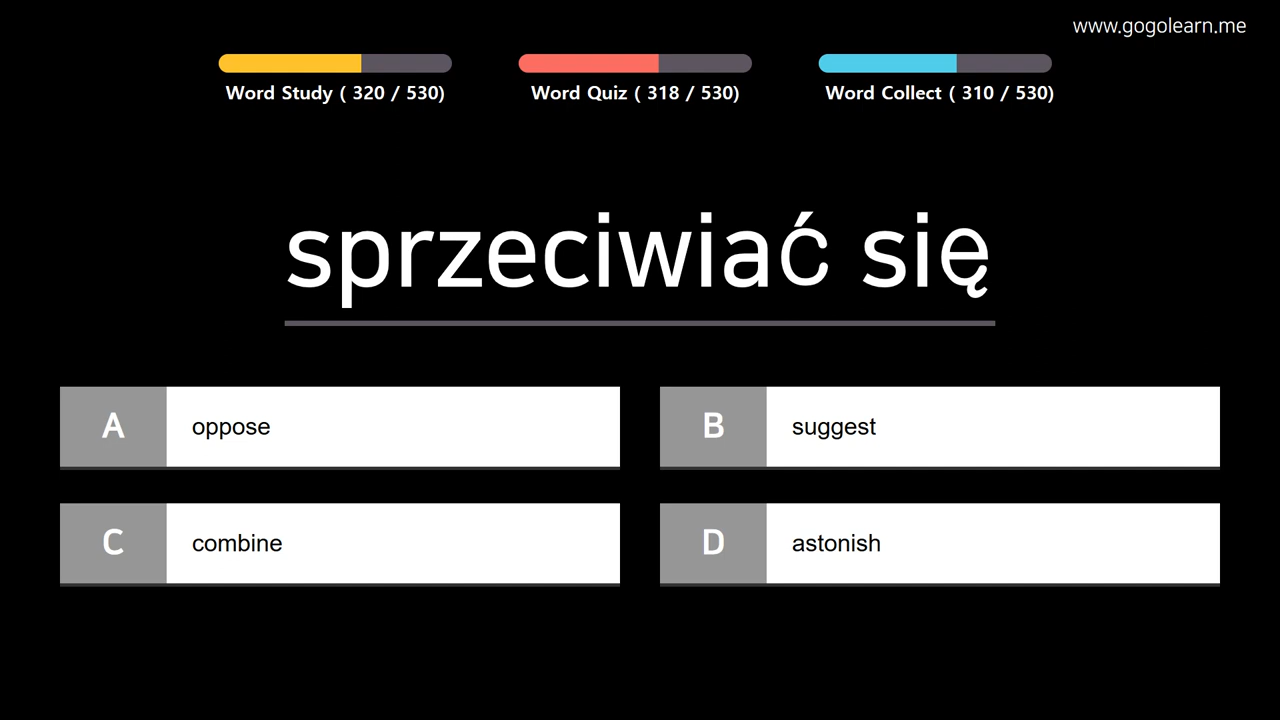 www.gogolearn.me
Word Study ( 320 / 530)
Word Quiz ( 318 / 530)
Word Collect ( 310 / 530)
sprzeciwiać się
A oppose
B suggest
C combine
D astonish